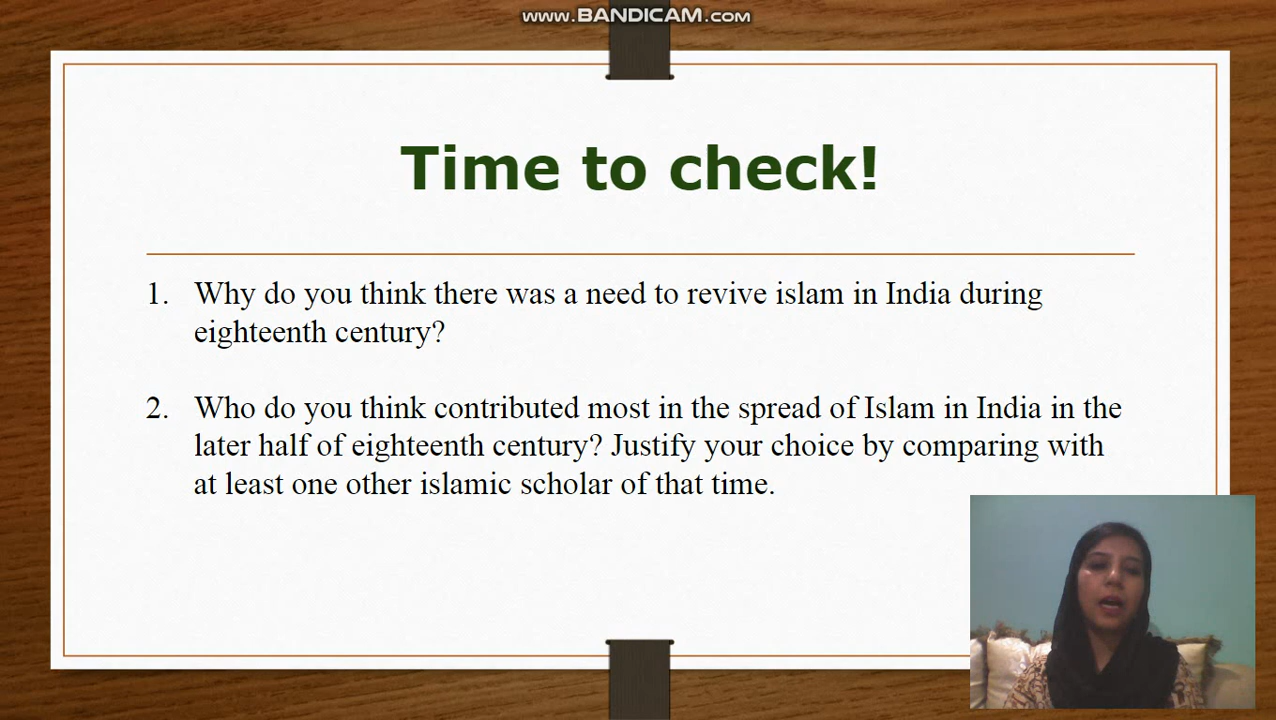 www.BANDICAM.com
Time to check!
1. Why do you think there was a need to revive islam in India during
eighteenth century?
2. Who do you think contributed most in the spread of Islam in India in the
later half of eighteenth century? Justify your choice by comparing with
at least one other islamic scholar of that time.